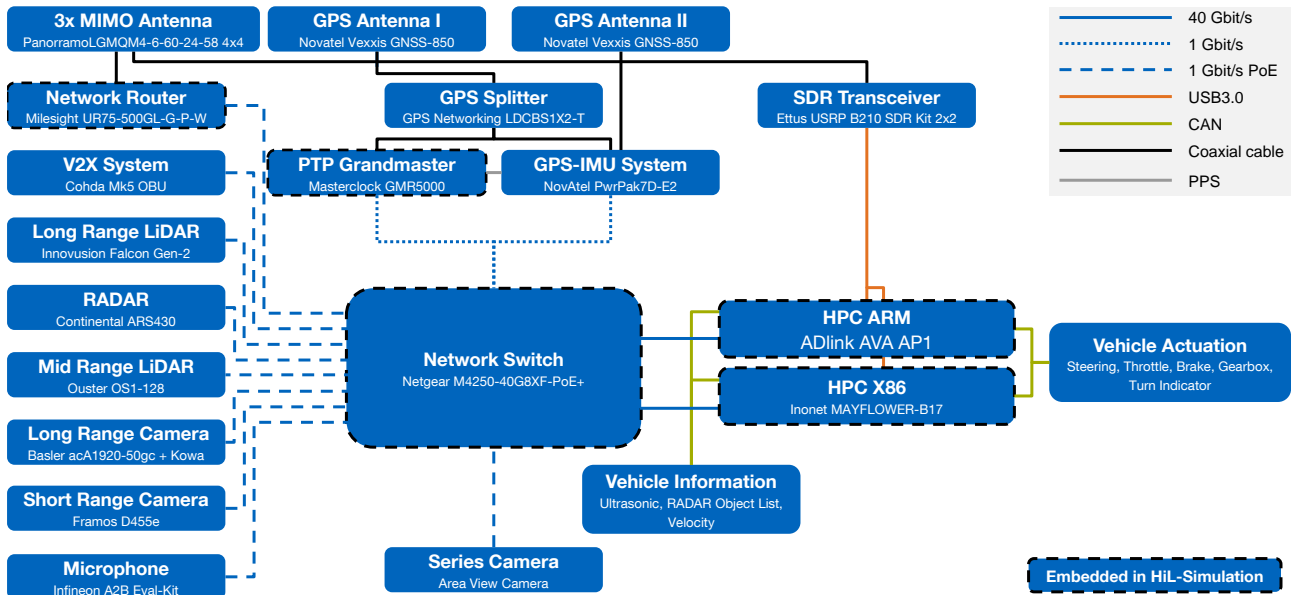 3x MIMO Antenna
PanorramoLGMQM4-6-60-24-58 4x4
GPS Antenna I
Novatel Vexxis GNSS-850
GPS Antenna II
Novatel Vexxis GNSS-850
40 Gbit/s
1 Gbit/s
1 Gbit/s PoE
USB3.0
CAN
Coaxial cable
PPS
Network Router
Milesight UR75-500GL-G-P-W
GPS Splitter
GPS Networking LDCBS1X2-T
SDR Transceiver
Ettus USRP B210 SDR Kit 2x2
V2X System
Cohda Mk5 OBU
PTP Grandmaster
Masterclock GMR5000
GPS-IMU System
NovAtel PwrPak7D-E2
Long Range LiDAR
Innovusion Falcon Gen-2
RADAR
Continental ARS430
Mid Range LiDAR
Ouster OS1-128
Network Switch
Netgear M4250-40G8XF-PoE+
HPC ARM
ADlink AVA AP1
HPC X86
Inonet MAYFLOWER-B17
Vehicle Actuation
Steering, Throttle, Brake, Gearbox,
Turn Indicator
Long Range Camera
Basler acA1920-50gc + Kowa
Short Range Camera
Framos D455e
Vehicle Information
Ultrasonic, RADAR Object List,
Velocity
Microphone
Infineon A2B Eval-Kit
Series Camera
Area View Camera
Embedded in HiL-Simulation